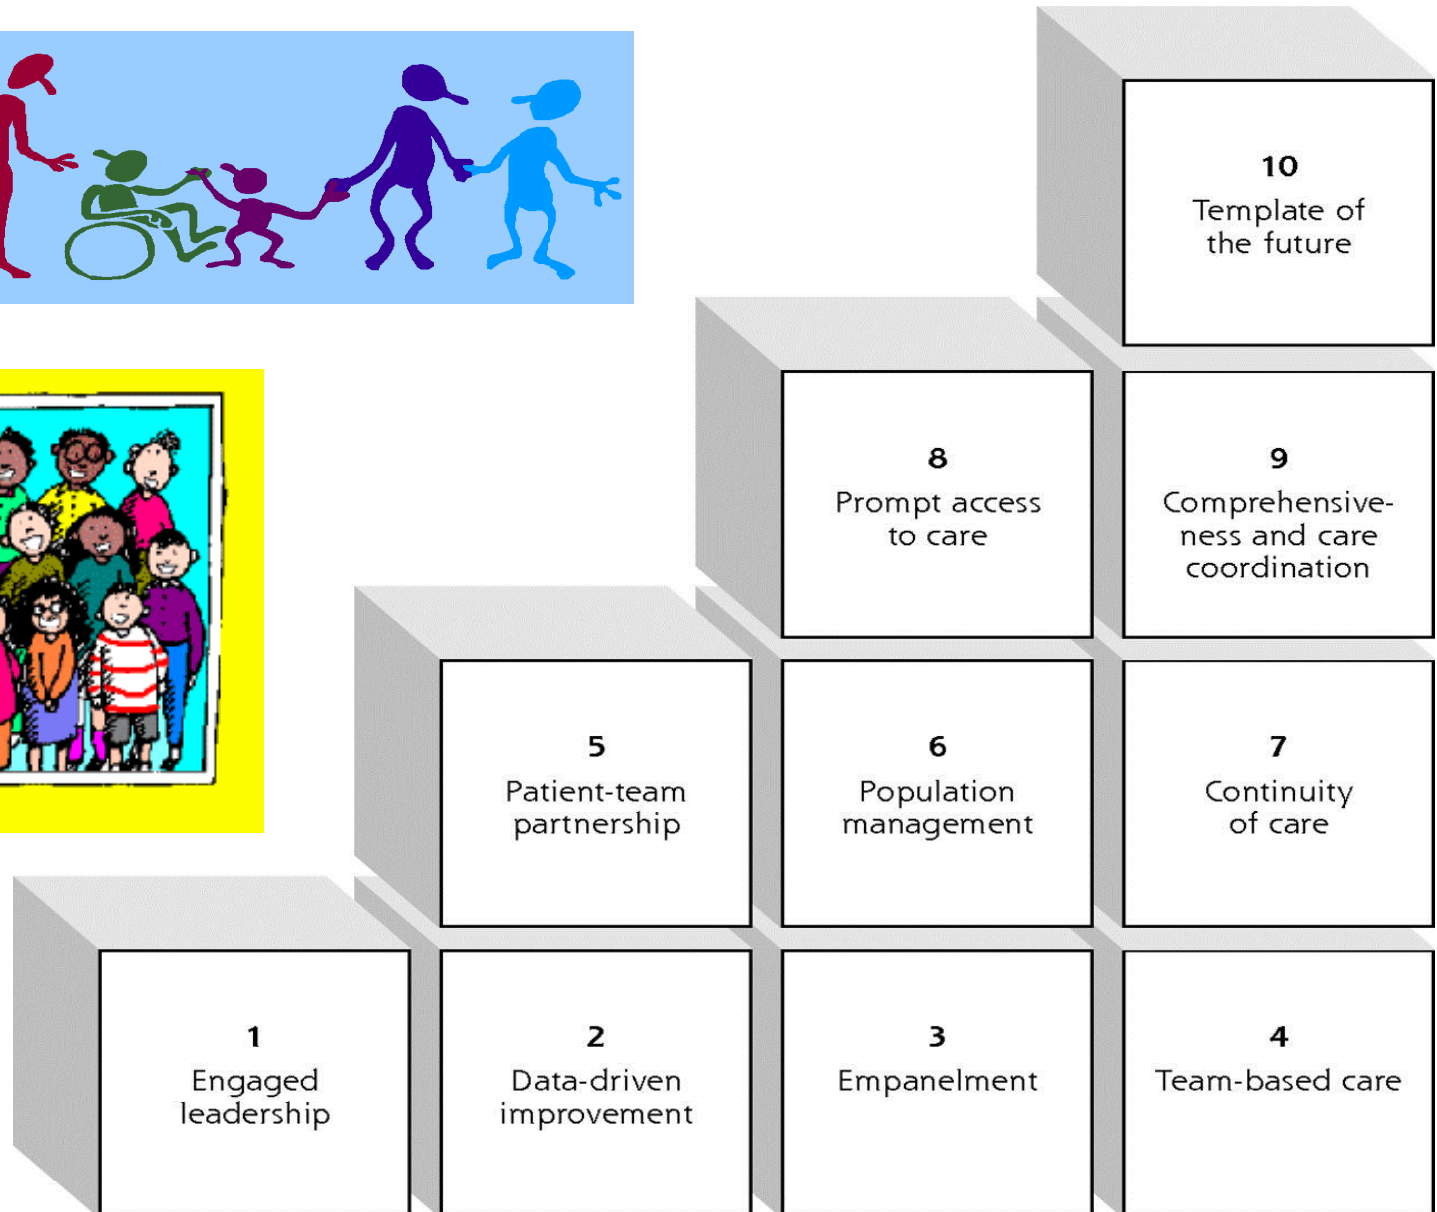 10
Template of
the future
8
Prompt access
to care
9
Comprehensive-
ness and care
coordination
5
Patient-team
partnership
6
Population
management
7
Continuity
of care
1
Engaged
leadership
2
Data-driven
improvement
3
Empanelment
4
Team-based care